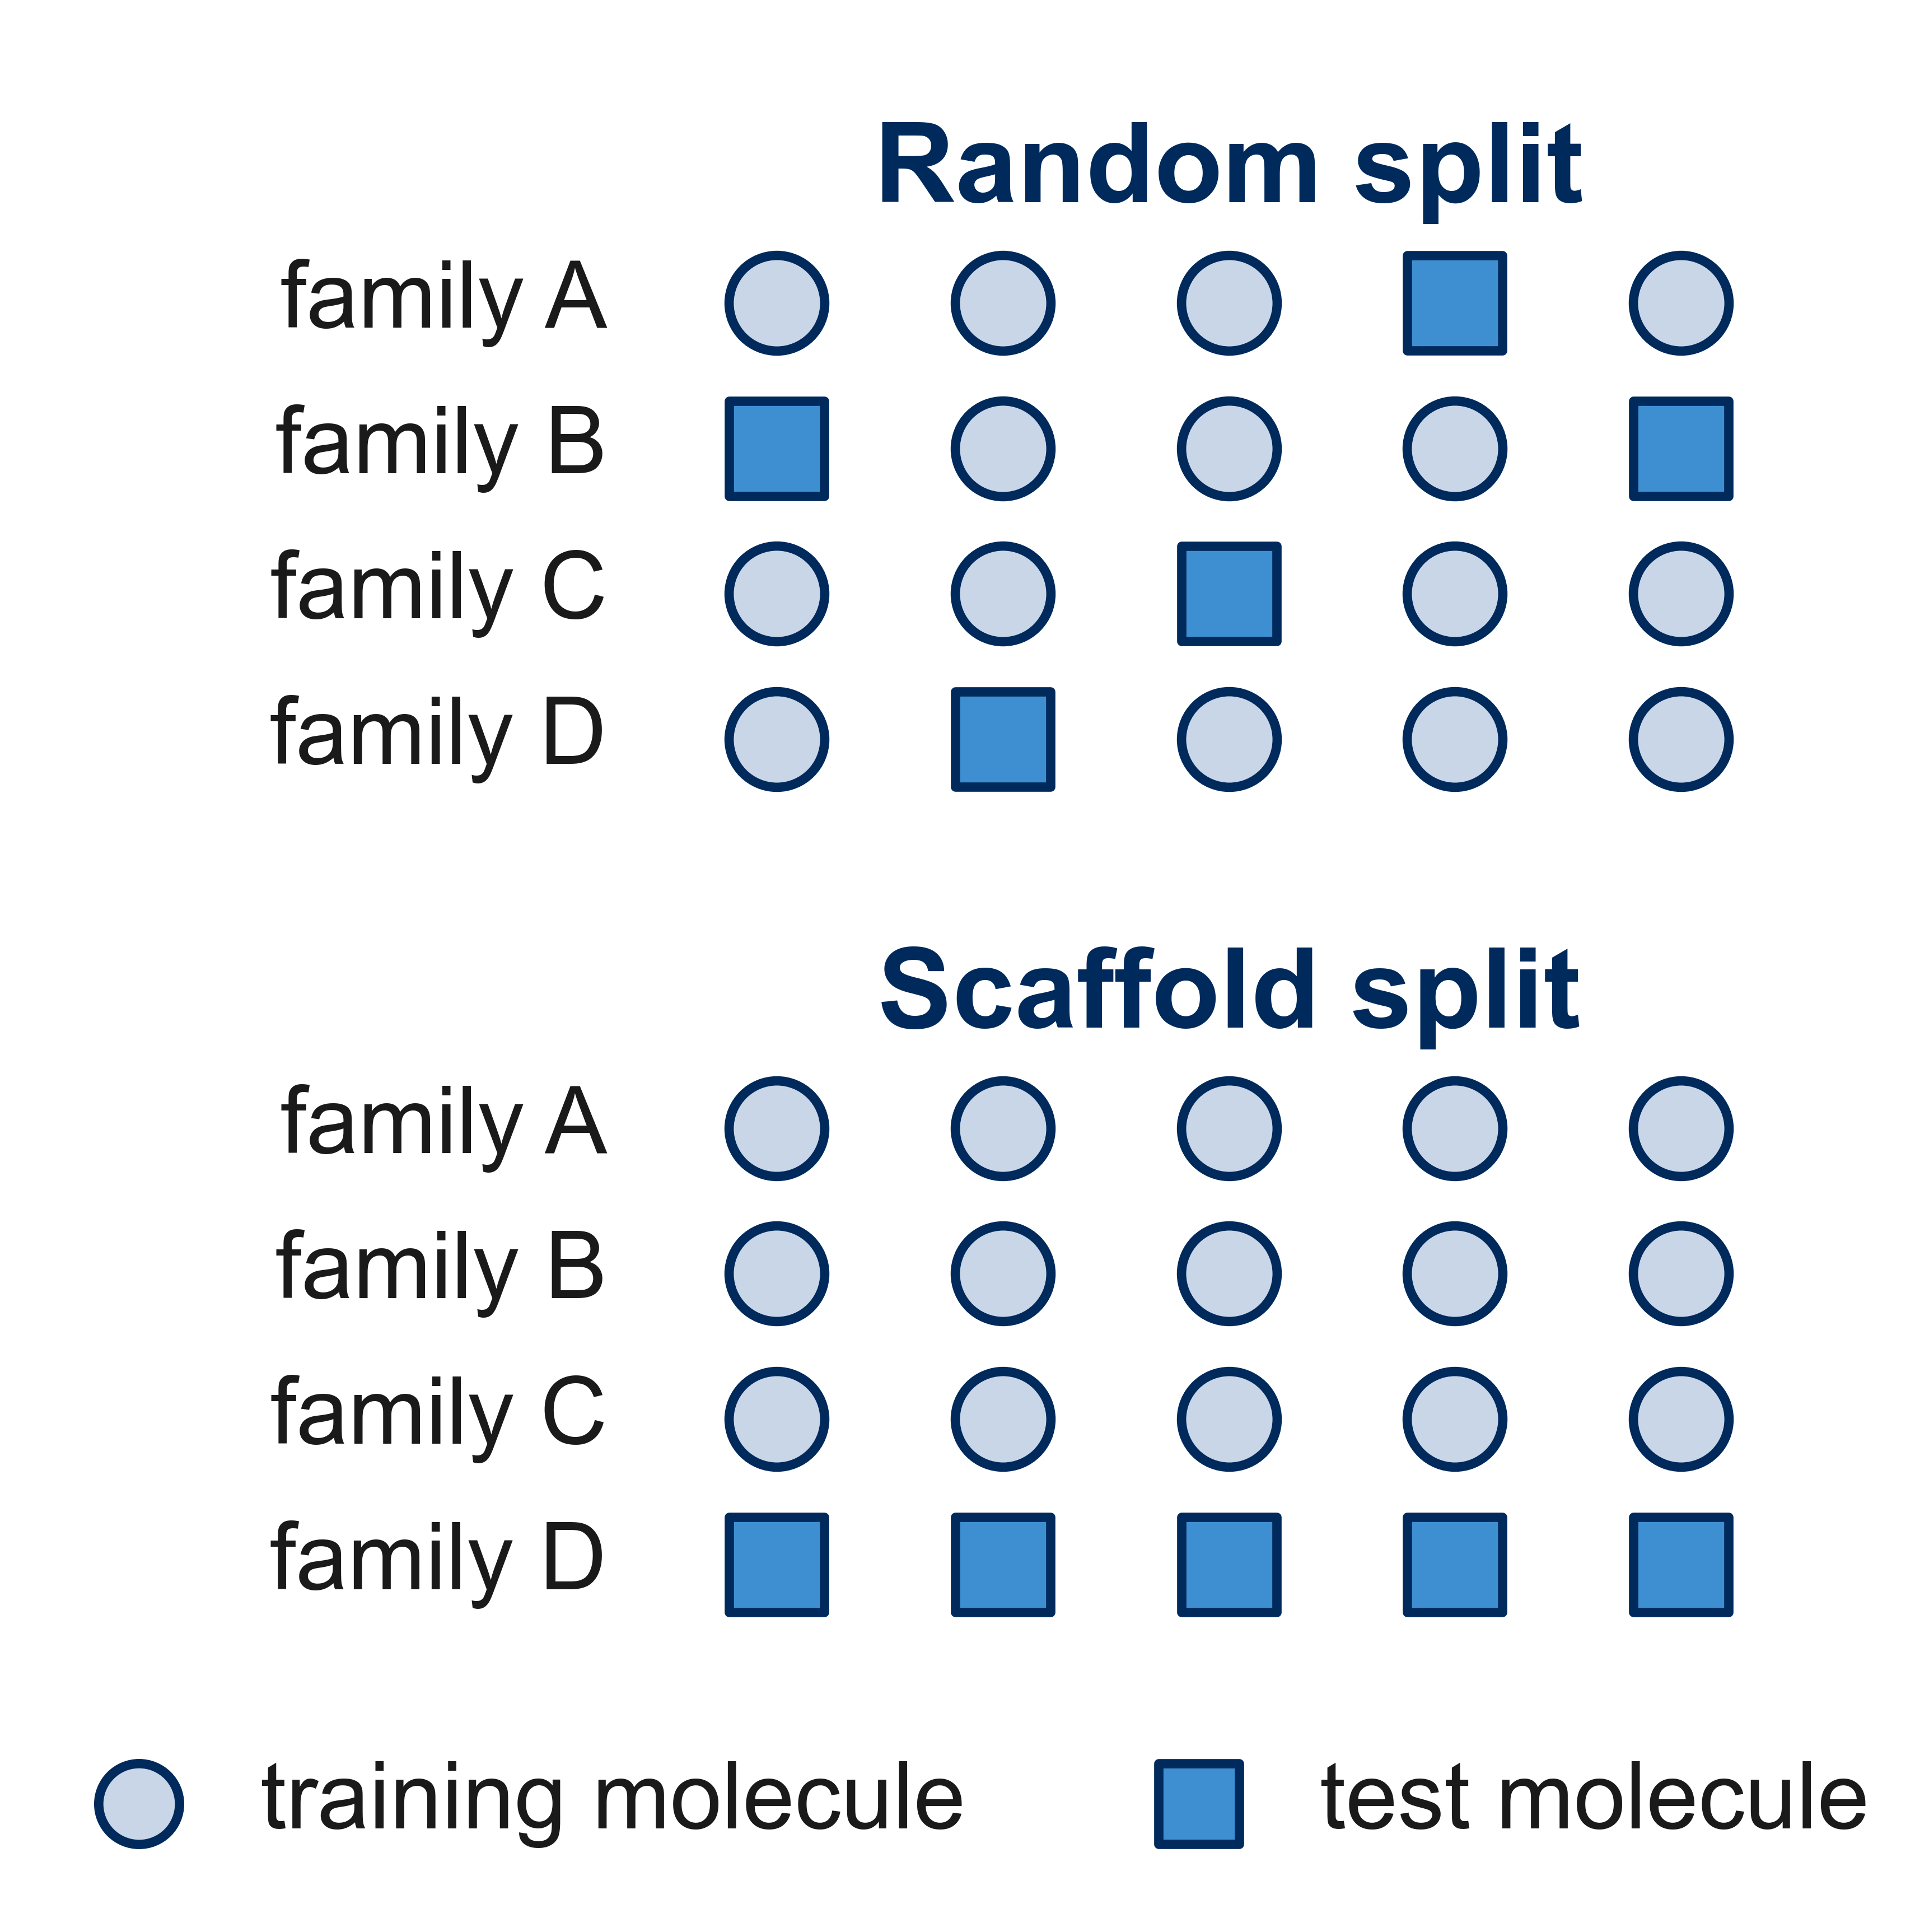 Random split
family A
family B
family C
family D
Scaffold split
family A
family B
family C
family D
training molecule
test molecule